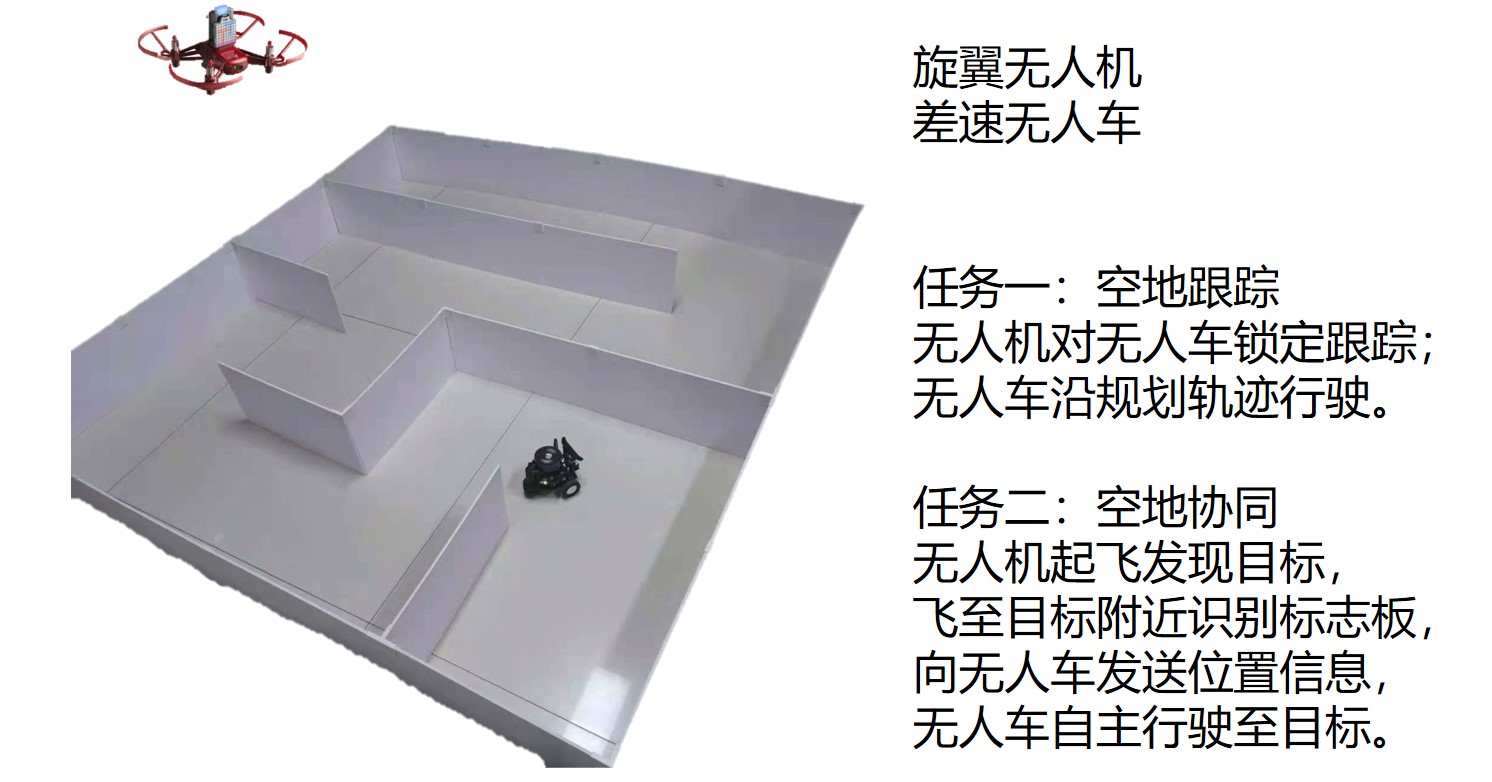 旋翼无人机
差速无人车
任务一：空地跟踪
无人机对无人车锁定跟踪；
无人车沿规划轨迹行驶。
任务二：空地协同
无人机起飞发现目标，
飞至目标附近识别标志板，
向无人车发送位置信息，
无人车自主行驶至目标。